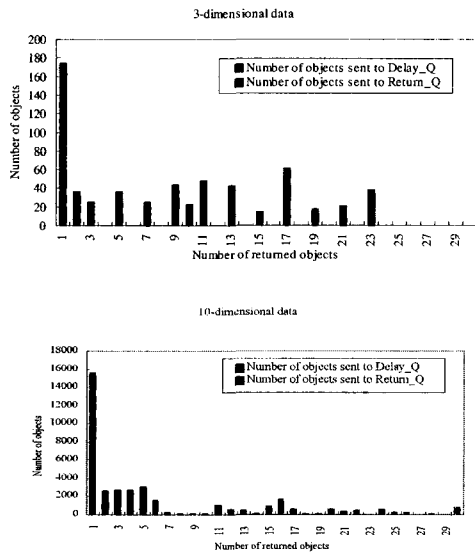 3-dimensional data
200
180
160
140
120
100
80
60
40
20
0
Number of objects
Number of objects sent to Delay_Q
Number of objects sent to Return_Q
1 3 5 7 9 11 13 15 17 19 21 23 25 27 29
Number of returned objects
10-dimensional data
18000
16000
14000
12000
10000
8000
6000
4000
2000
0
Number of objects
Number of objects sent to Delay_Q
Number of objects sent to Return_Q
1 3 5 7 9 11 13 15 17 19 21 23 25 27 29
Number of returned objects